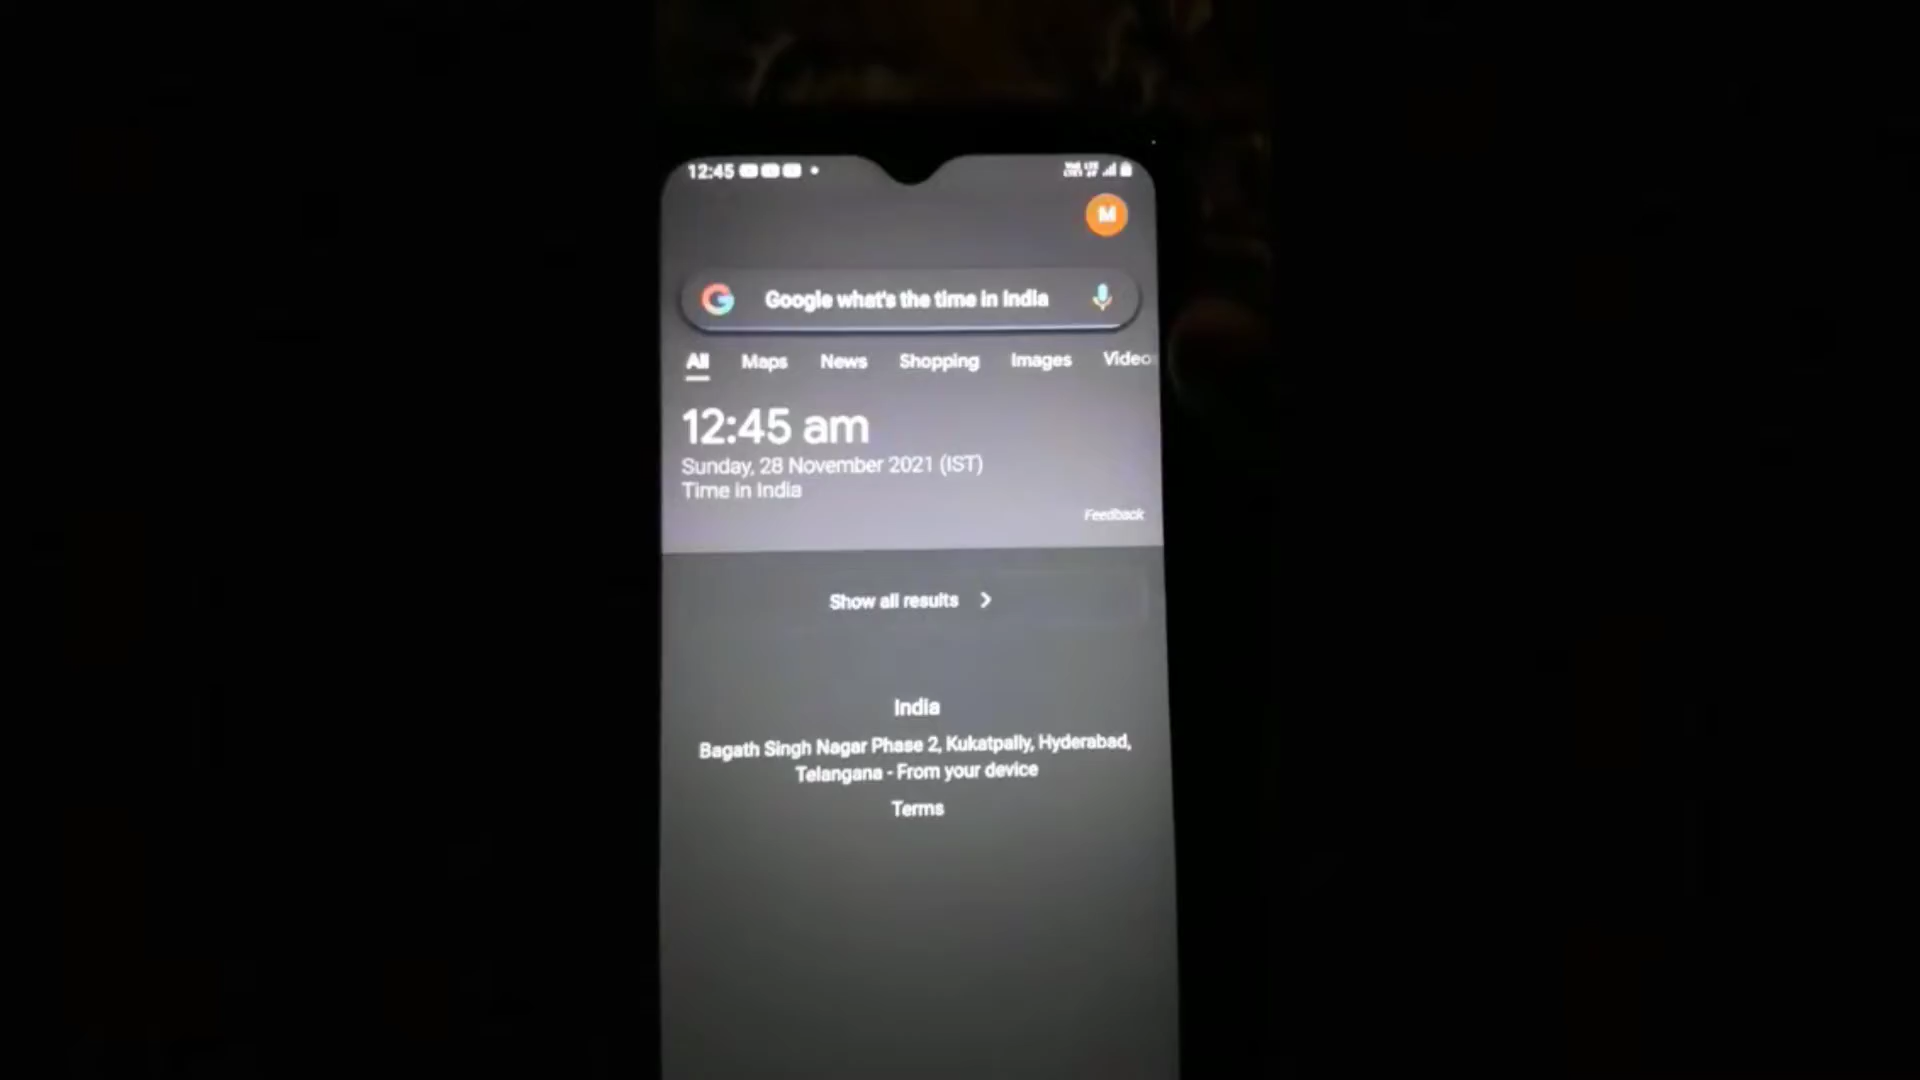 12:45
M
Google what's the time in India
All Maps News Shopping Images Video
12:45 am
Sunday, 28 November 2021 (IST)
Time in India
Feedback
Show all results
India
Bagath Singh Nagar Phase 2, Kukatpally, Hyderabad,
Telangana - From your device
Terms